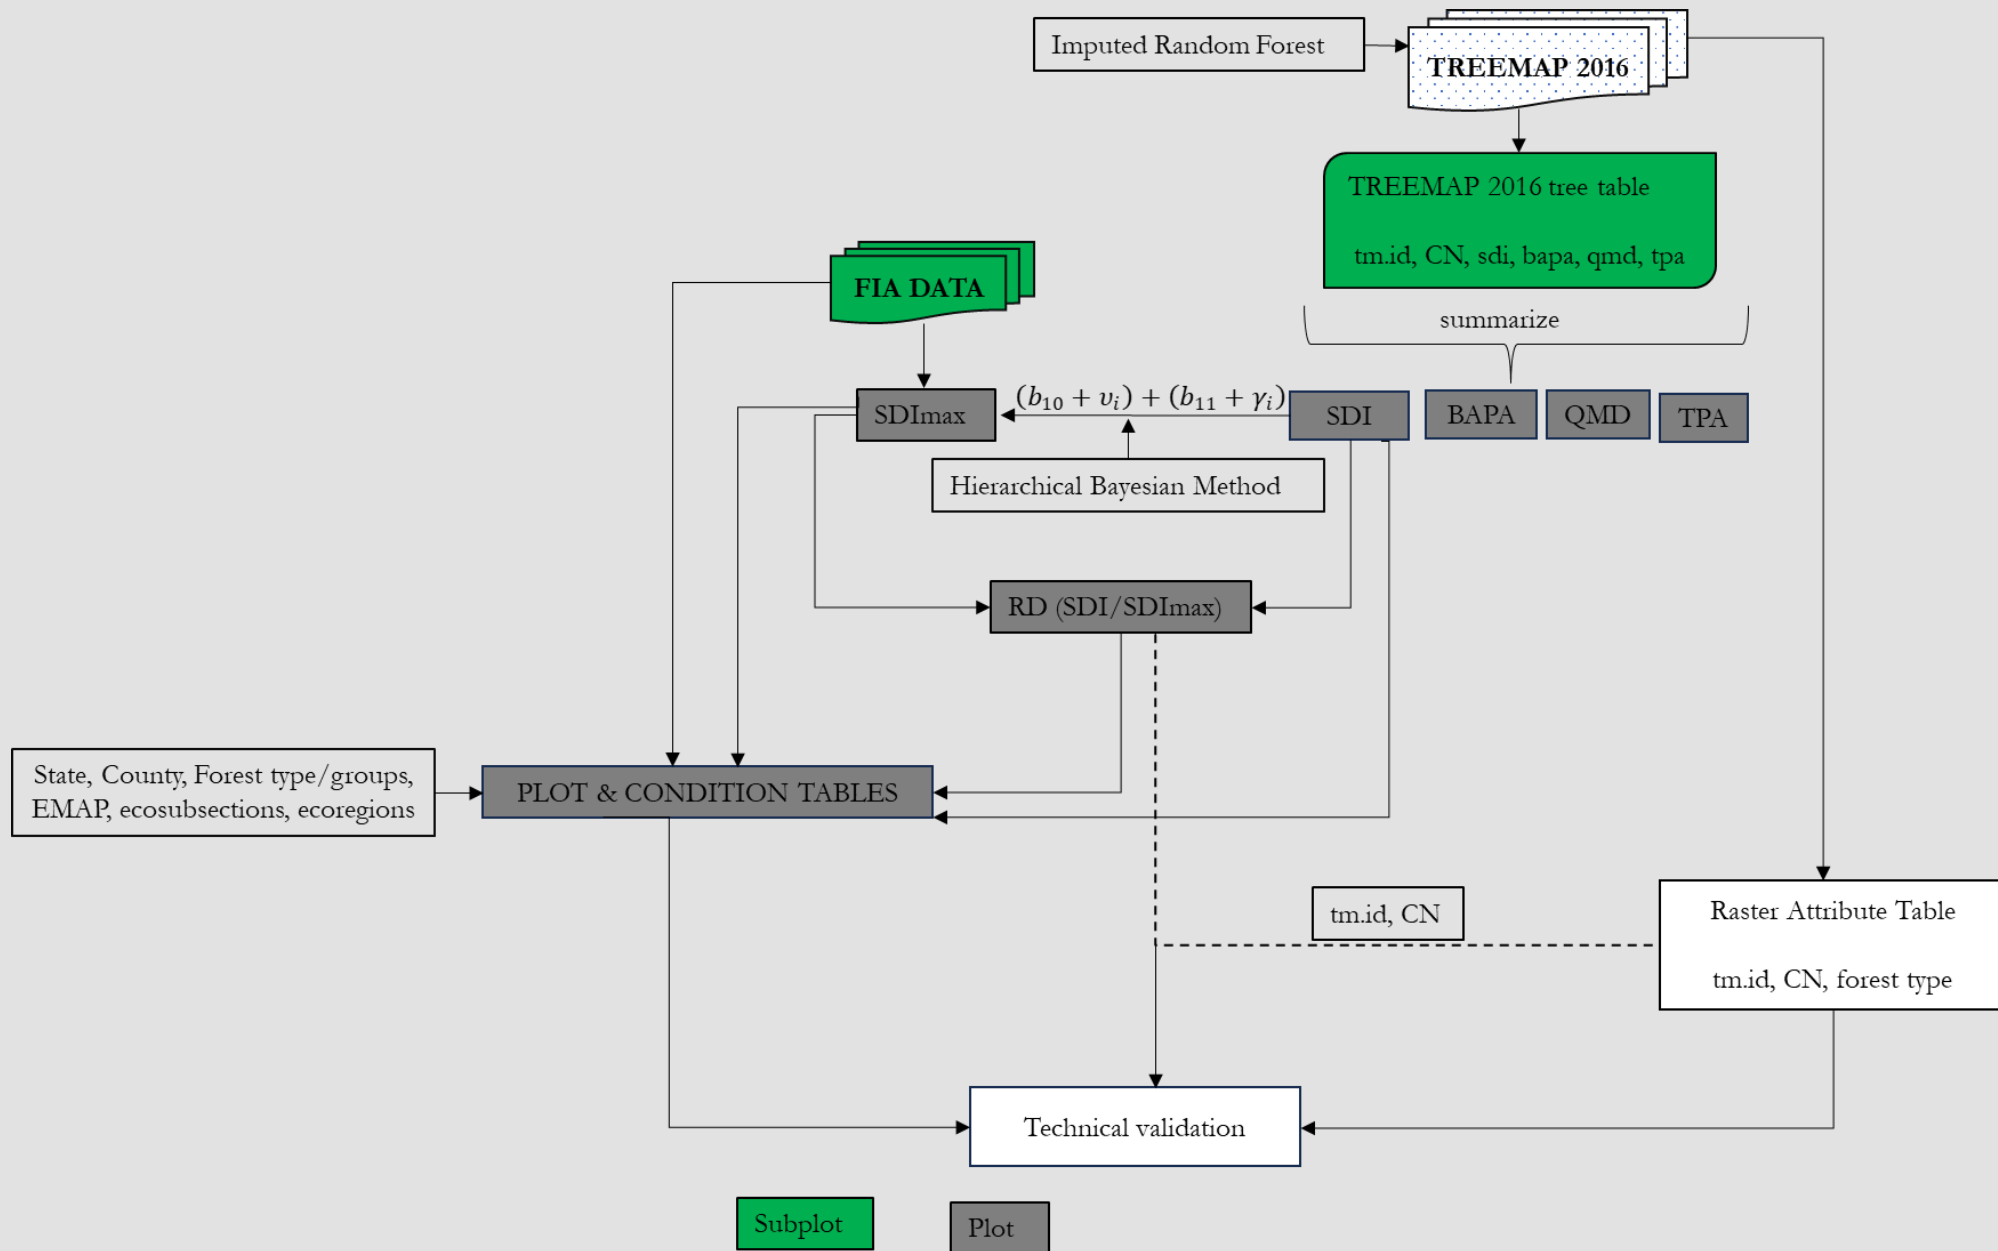 Imputed Random Forest
TREEMAP 2016
TREEMAP 2016 tree table
tm.id, CN, sdi, bapa, qmd, tpa
FIA DATA
summarize
SDImax
(b₁₀ + υᵢ) + (b₁₁ + γᵢ)
SDI
BAPA
QMD
TPA
Hierarchical Bayesian Method
RD (SDI/SDImax)
State, County, Forest type/groups,
EMAP, ecosubsections, ecoregions
PLOT & CONDITION TABLES
tm.id, CN
Raster Attribute Table
tm.id, CN, forest type
Technical validation
Subplot
Plot